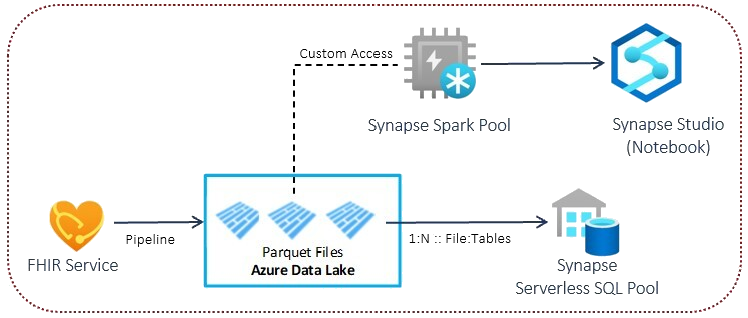 Custom Access
Synapse Spark Pool
Synapse Studio
(Notebook)
FHIR Service
Pipeline
Parquet Files
Azure Data Lake
1:N :: File:Tables
Synapse
Serverless SQL Pool